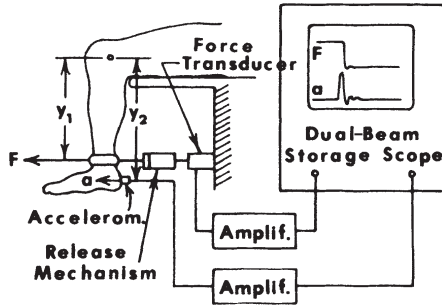 Force
Transducer
y1
y2
F
a
Accelerom.
Release
Mechanism
F
a
Dual-Beam
Storage Scope
Amplif.
Amplif.